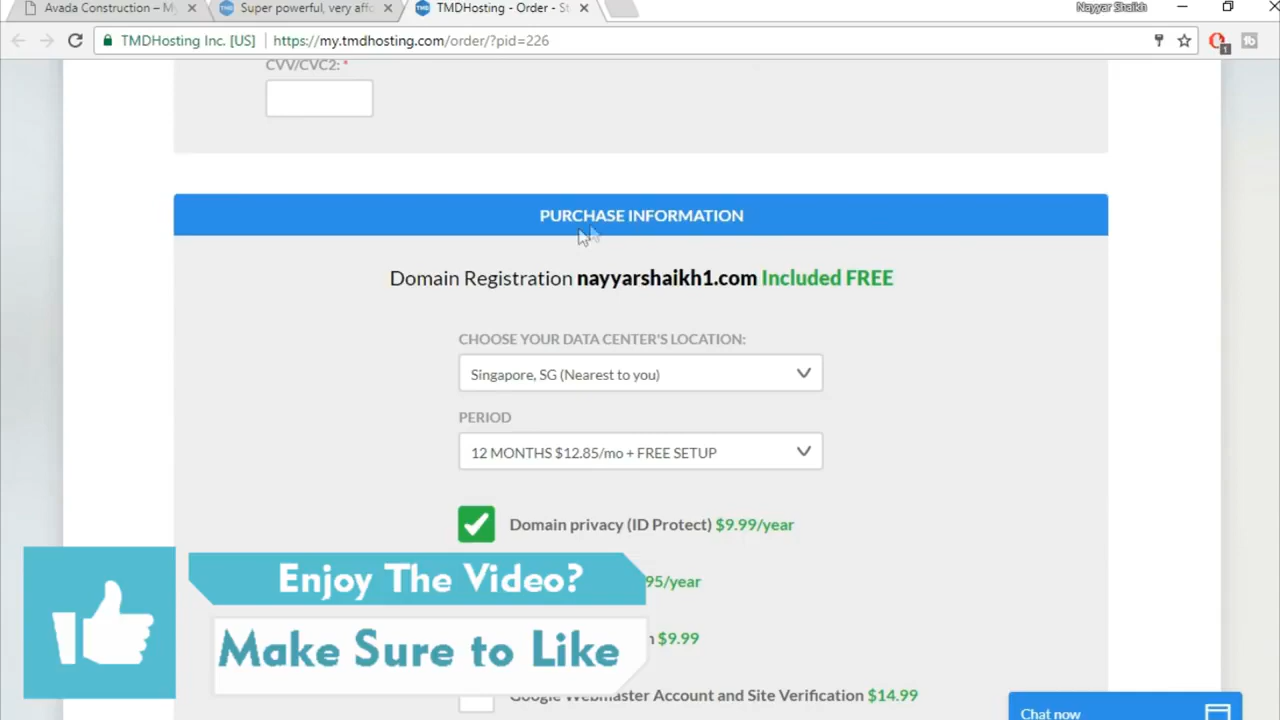 Avada Construction – My
Super powerful, very affo
TMDHosting - Order - St
Nayyar Shaikh
TMDHosting Inc. [US]
https://my.tmdhosting.com/order/?pid=226
1
CVV/CVC2: *
PURCHASE INFORMATION
Domain Registration nayyarshaikh1.com Included FREE
CHOOSE YOUR DATA CENTER'S LOCATION:
Singapore, SG (Nearest to you)
PERIOD
12 MONTHS $12.85/mo + FREE SETUP
Domain privacy (ID Protect) $9.99/year
Enjoy The Video?
95/year
Make Sure to Like
n $9.99
Google Webmaster Account and Site Verification $14.99
Chat now